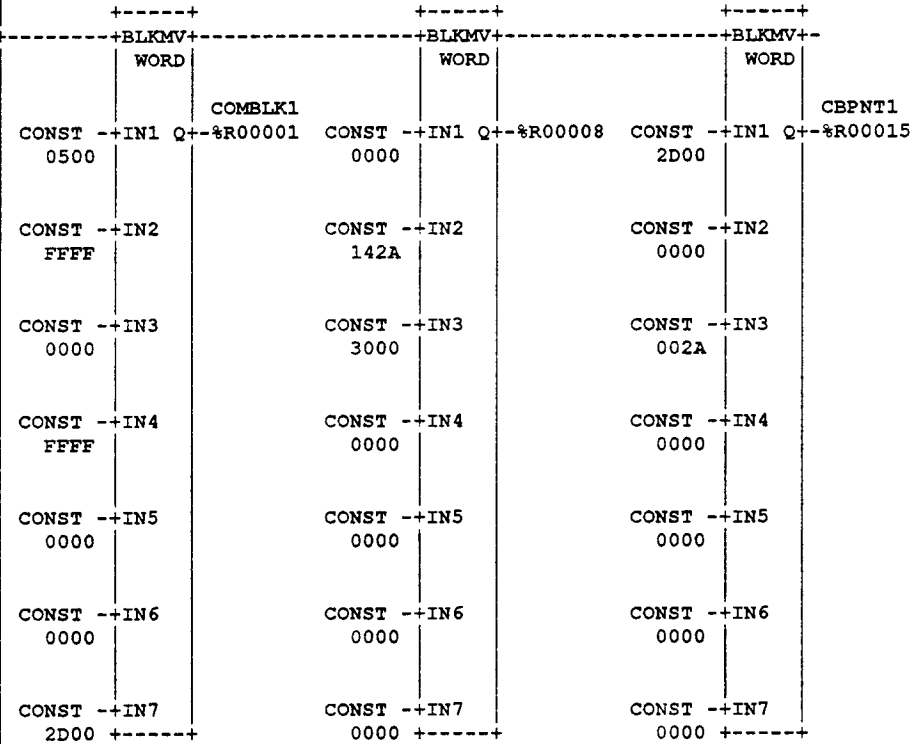 BLKMV BLKMV BLKMV
WORD WORD WORD
COMBLK1 CBPNT1
CONST IN1 Q %R00001 CONST IN1 Q %R00008 CONST IN1 Q %R00015
0500 0000 2D00
CONST IN2 CONST IN2 CONST IN2
FFFF 142A 0000
CONST IN3 CONST IN3 CONST IN3
0000 3000 002A
CONST IN4 CONST IN4 CONST IN4
FFFF 0000 0000
CONST IN5 CONST IN5 CONST IN5
0000 0000 0000
CONST IN6 CONST IN6 CONST IN6
0000 0000 0000
CONST IN7 CONST IN7 CONST IN7
2D00 0000 0000